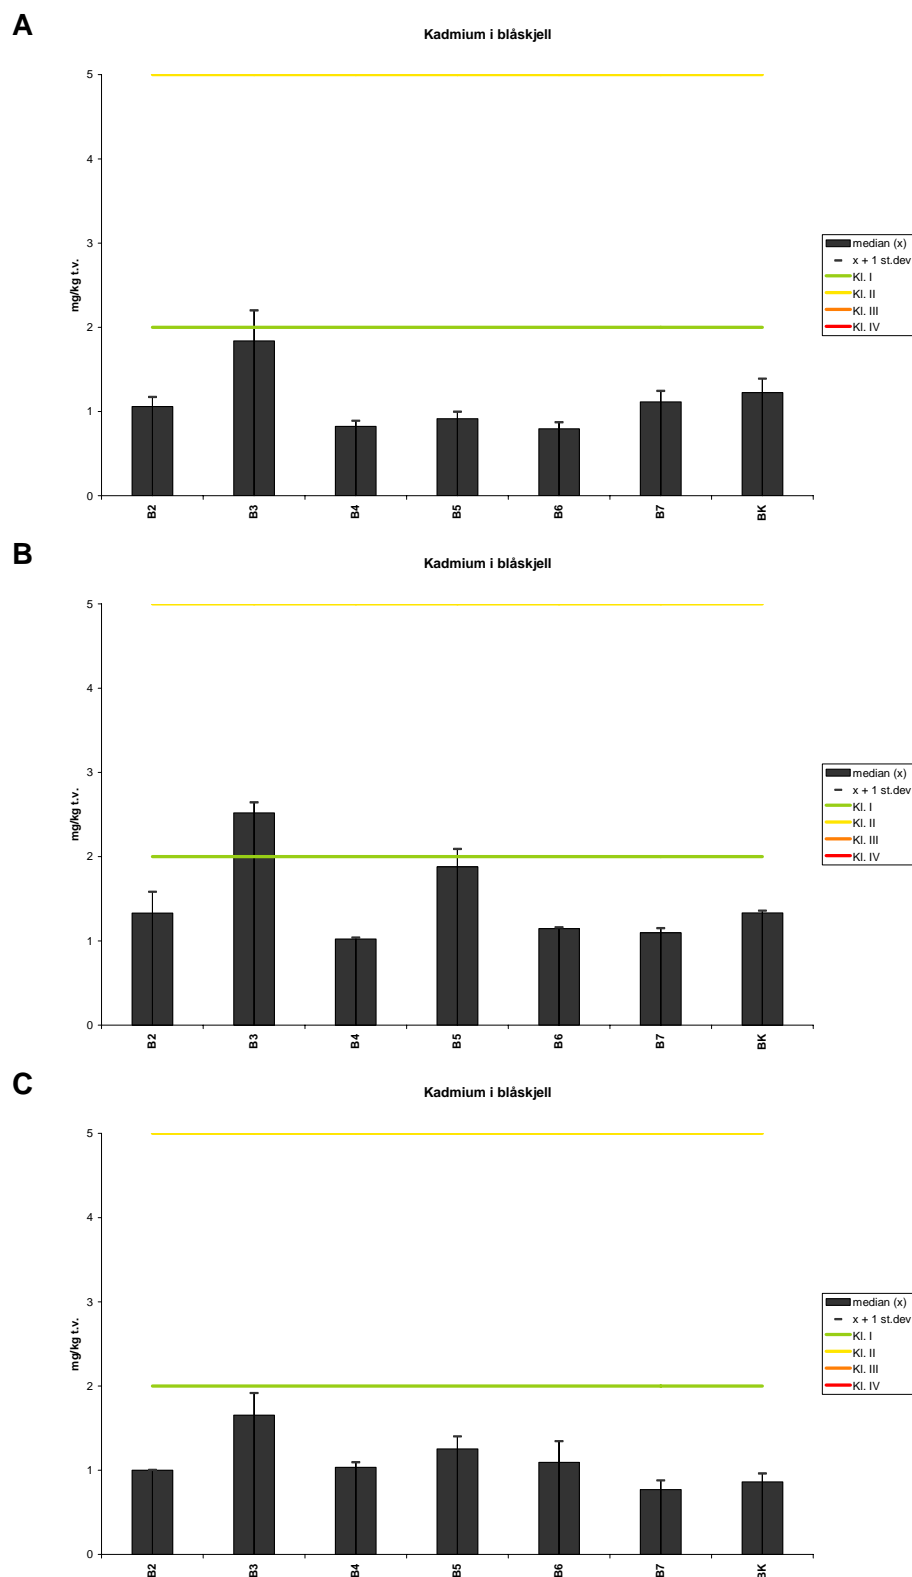 A
Kadmium i blåskjell
5
4
3
2
1
0
mg/kg t.v.
B2
B3
B4
B5
B6
B7
BK
median (x)
x + 1 st.dev
Kl. I
Kl. II
Kl. III
Kl. IV
B
Kadmium i blåskjell
5
4
3
2
1
0
mg/kg t.v.
B2
B3
B4
B5
B6
B7
BK
median (x)
x + 1 st.dev
Kl. I
Kl. II
Kl. III
Kl. IV
C
Kadmium i blåskjell
5
4
3
2
1
0
mg/kg t.v.
B2
B3
B4
B5
B6
B7
BK
median (x)
x + 1 st.dev
Kl. I
Kl. II
Kl. III
Kl. IV